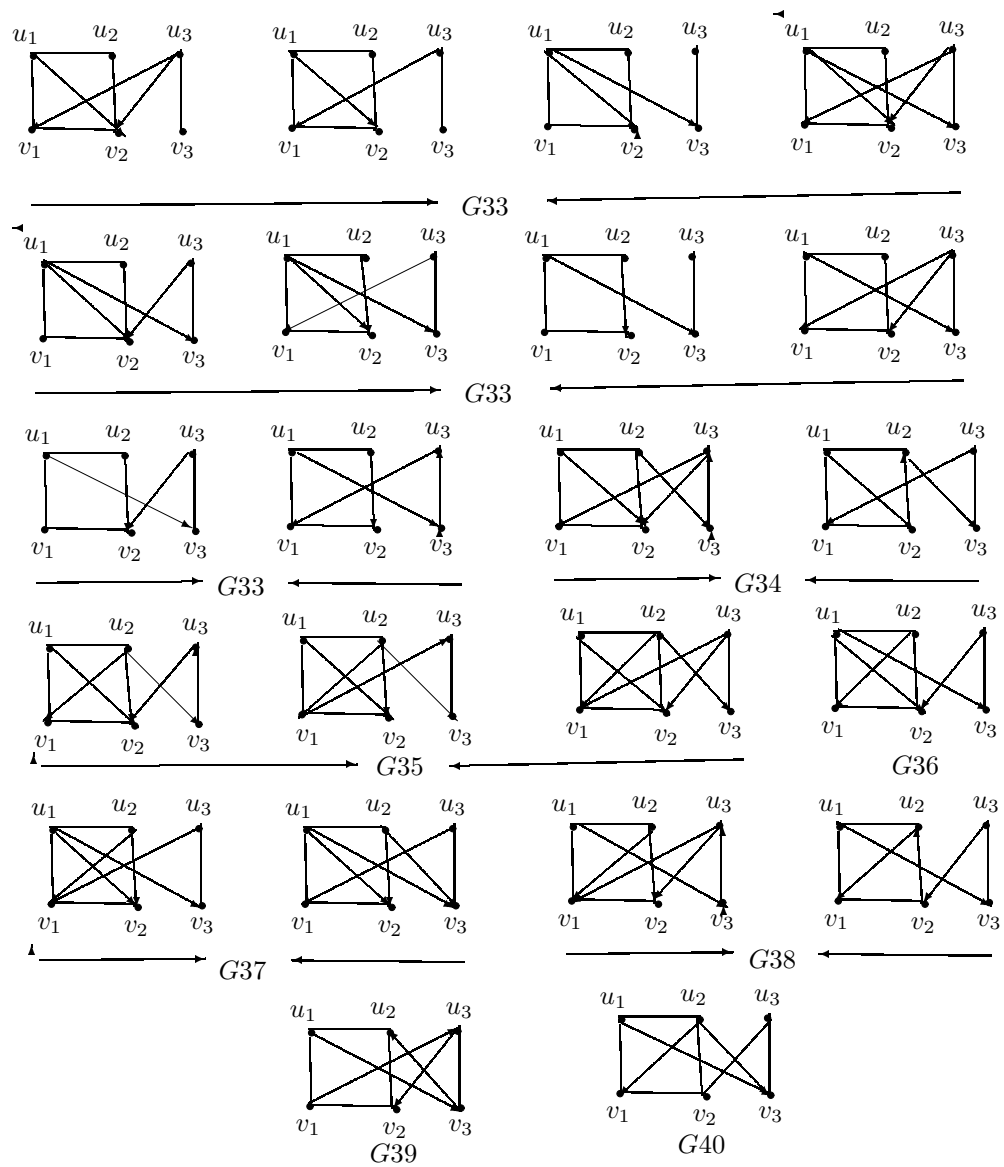 u1 u2 u3 u1 u2 u3 u1 u2 u3 u1 u2 u3
v1 v2 v3 v1 v2 v3 v1 v2 v3 v1 v2 v3
G33
u1 u2 u3 u1 u2 u3 u1 u2 u3 u1 u2 u3
v1 v2 v3 v1 v2 v3 v1 v2 v3 v1 v2 v3
G33
u1 u2 u3 u1 u2 u3 u1 u2 u3 u1 u2 u3
v1 v2 v3 v1 v2 v3 v1 v2 v3 v1 v2 v3
G33 G34
u1 u2 u3 u1 u2 u3 u1 u2 u3 u1 u2 u3
v1 v2 v3 v1 v2 v3 v1 v2 v3 v1 v2 v3
G35 G36
u1 u2 u3 u1 u2 u3 u1 u2 u3 u1 u2 u3
v1 v2 v3 v1 v2 v3 v1 v2 v3 v1 v2 v3
G37 G38
u1 u2 u3 u1 u2 u3
v1 v2 v3 v1 v2 v3
G39 G40